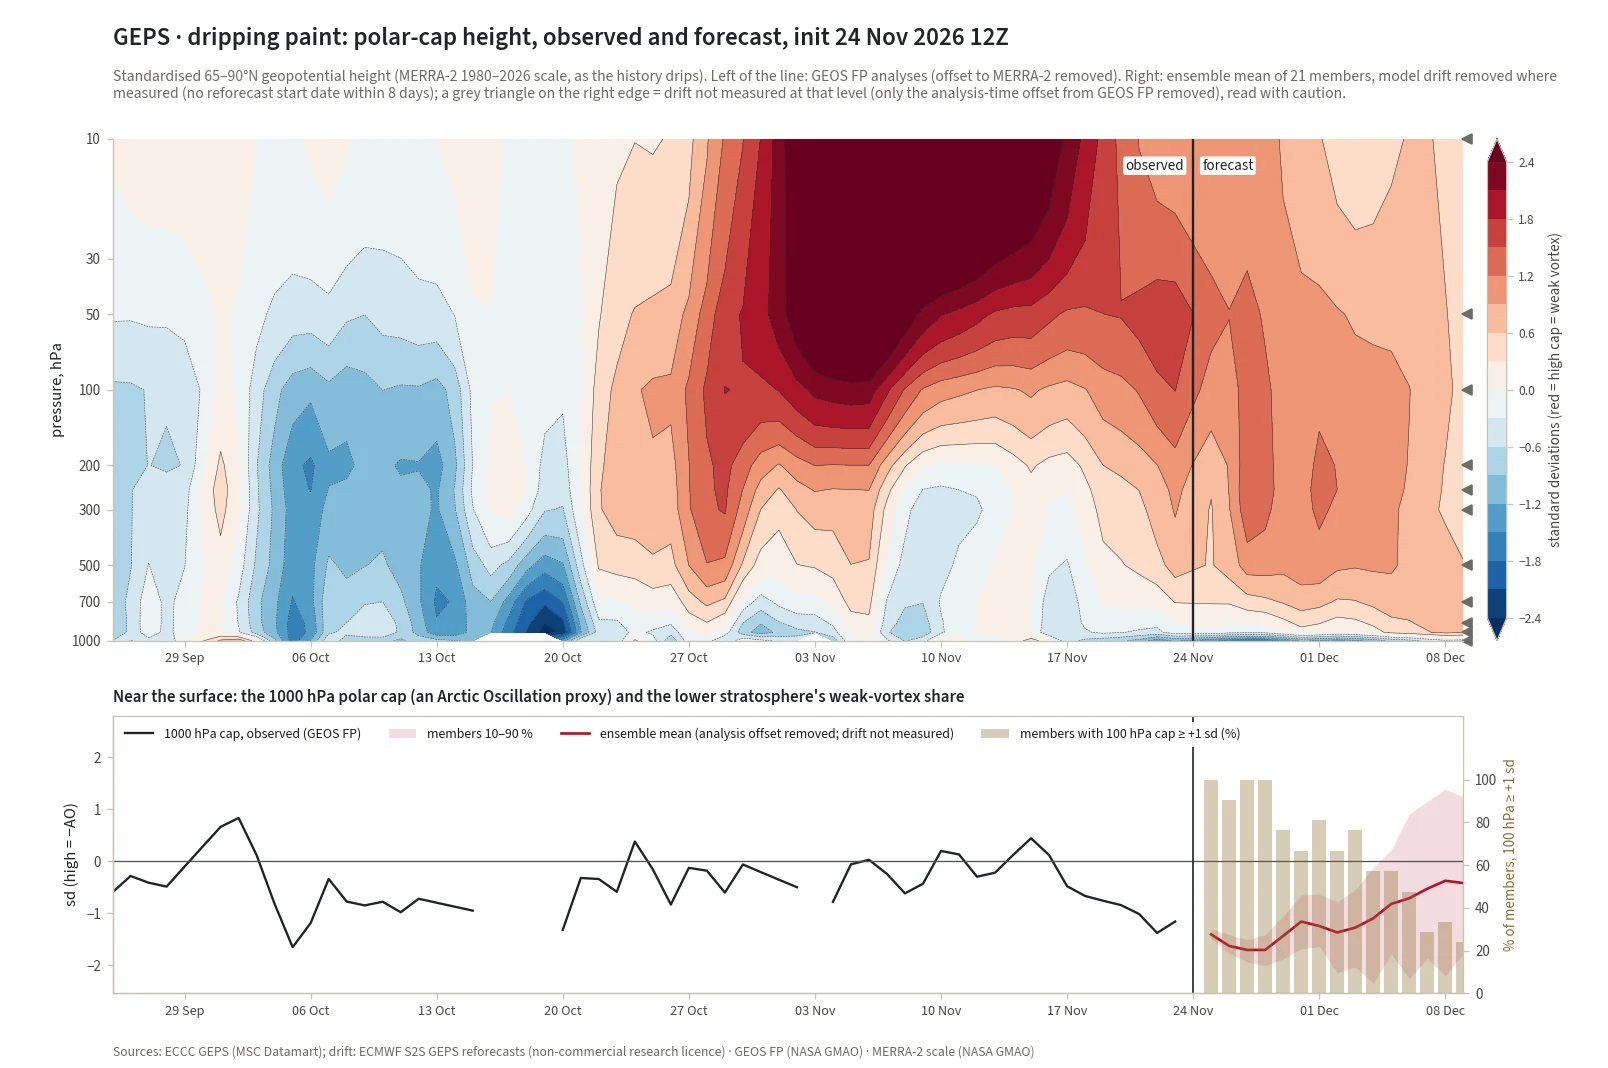 GEPS · dripping paint: polar-cap height, observed and forecast, init 24 Nov 2026 12Z
Standardised 65–90°N geopotential height (MERRA-2 1980–2026 scale, as the history drips). Left of the line: GEOS FP analyses (offset to MERRA-2 removed). Right: ensemble mean of 21 members, model drift removed where
measured (no reforecast start date within 8 days); a grey triangle on the right edge = drift not measured at that level (only the analysis-time offset from GEOS FP removed), read with caution.
pressure, hPa
10
30
50
100
200
300
500
700
1000
observed
forecast
29 Sep
06 Oct
13 Oct
20 Oct
27 Oct
03 Nov
10 Nov
17 Nov
24 Nov
01 Dec
08 Dec
2.4
1.8
1.2
0.6
0.0
−0.6
−1.2
−1.8
−2.4
standard deviations (red = high cap = weak vortex)
Near the surface: the 1000 hPa polar cap (an Arctic Oscillation proxy) and the lower stratosphere's weak-vortex share
1000 hPa cap, observed (GEOS FP)
members 10–90 %
ensemble mean (analysis offset removed; drift not measured)
members with 100 hPa cap ≥ +1 sd (%)
sd (high = −AO)
2
1
0
−1
−2
100
80
60
40
20
0
% of members, 100 hPa ≥ +1 sd
29 Sep
06 Oct
13 Oct
20 Oct
27 Oct
03 Nov
10 Nov
17 Nov
24 Nov
01 Dec
08 Dec
Sources: ECCC GEPS (MSC Datamart); drift: ECMWF S2S GEPS reforecasts (non-commercial research licence) · GEOS FP (NASA GMAO) · MERRA-2 scale (NASA GMAO)